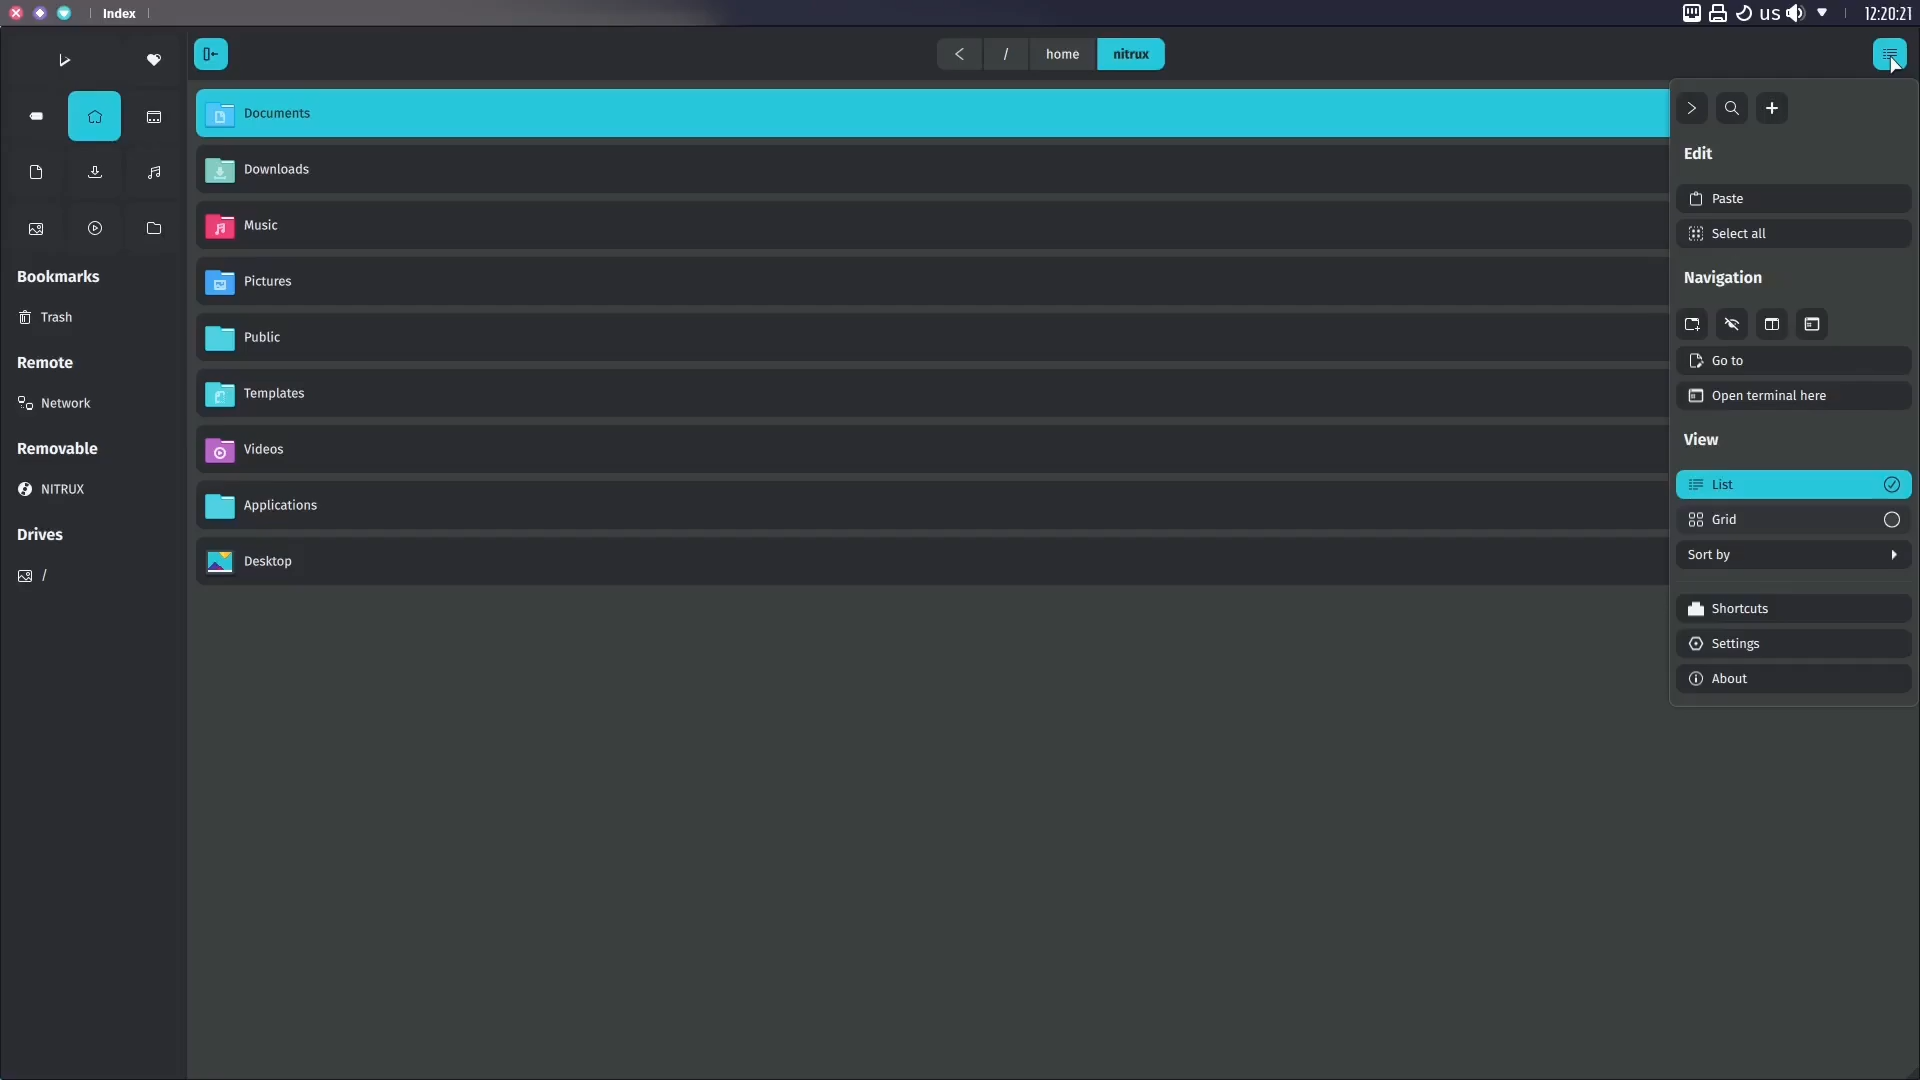 Index
us
12:20:21
/
home
nitrux
Documents
Downloads
Music
Pictures
Public
Templates
Videos
Applications
Desktop
Bookmarks
Trash
Remote
Network
Removable
NITRUX
Drives
/
Edit
Paste
Select all
Navigation
Go to
Open terminal here
View
List
Grid
Sort by
Shortcuts
Settings
About